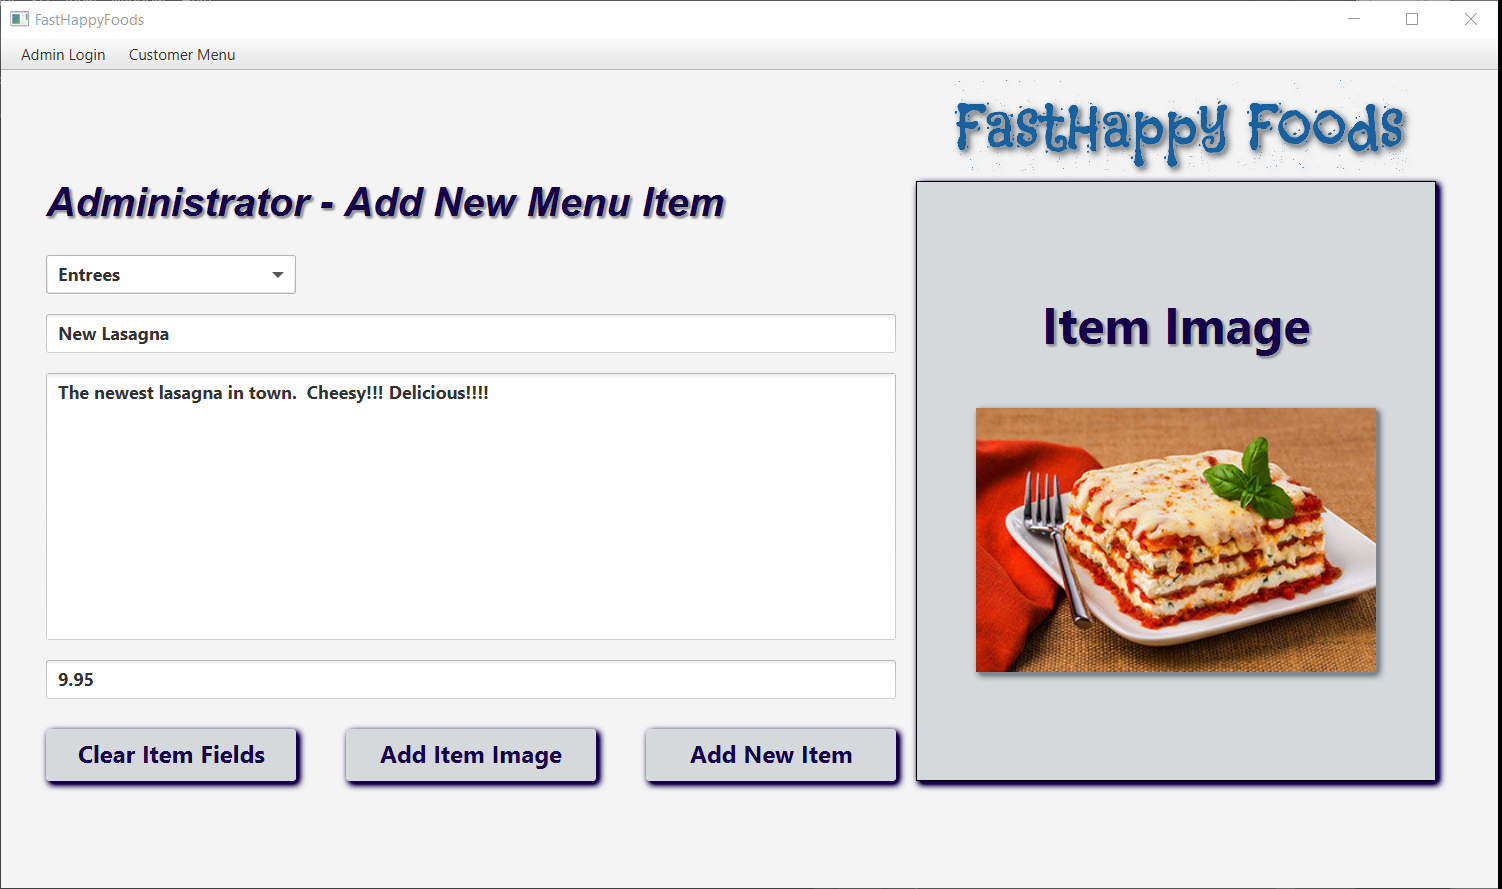 FastHappyFoods
Admin Login Customer Menu
FastHappy Foods
Administrator - Add New Menu Item
Entrees
New Lasagna
The newest lasagna in town.  Cheesy!!! Delicious!!!!
9.95
Clear Item Fields
Add Item Image
Add New Item
Item Image